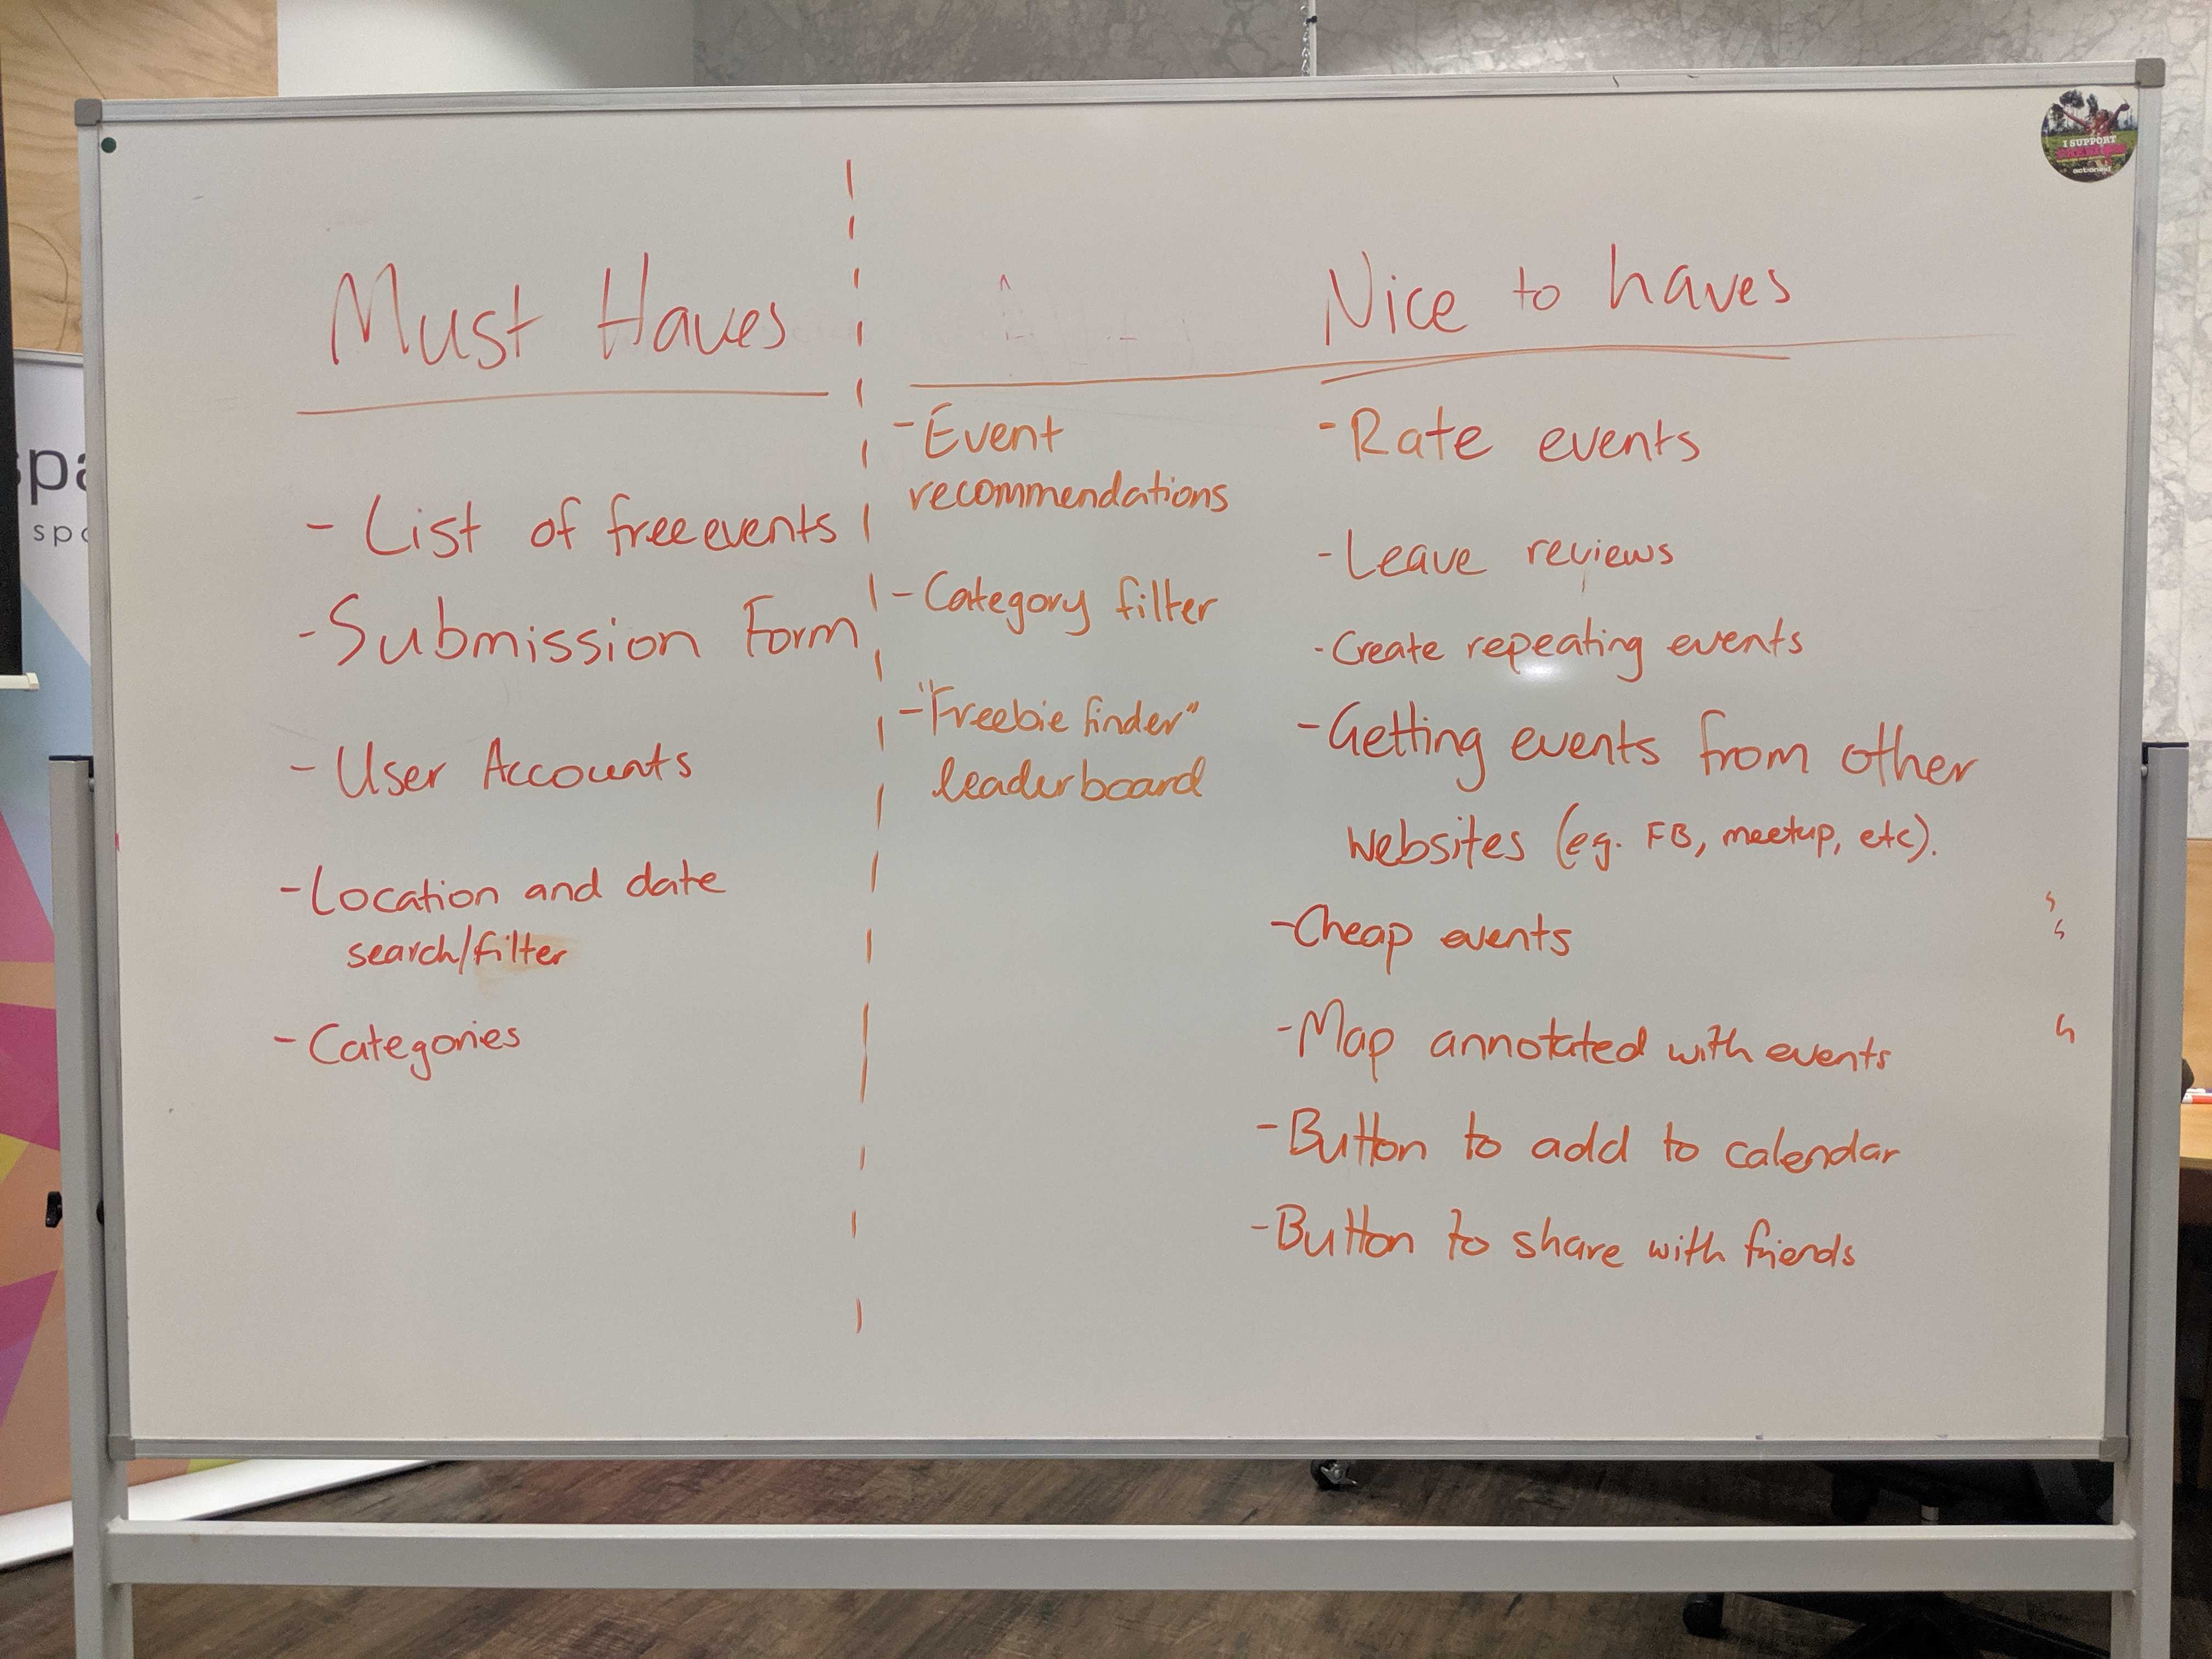 Must Haves
- List of free events
- Submission Form
- User Accounts
- Location and date
search/filter
- Categories
Nice to haves
- Event
recommendations
- Category filter
- "Freebie finder"
leaderboard
- Rate events
- Leave reviews
- Create repeating events
- Getting events from other
websites (eg. FB, meetup, etc).
- Cheap events
- Map annotated with events
- Button to add to calendar
- Button to share with friends
I SUPPORT
spa
spa